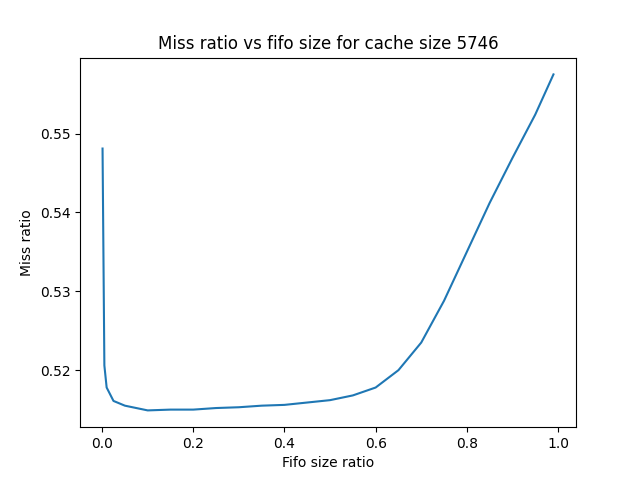 Miss ratio vs fifo size for cache size 5746
0.55
0.54
0.53
0.52
Miss ratio
0.0 0.2 0.4 0.6 0.8 1.0
Fifo size ratio